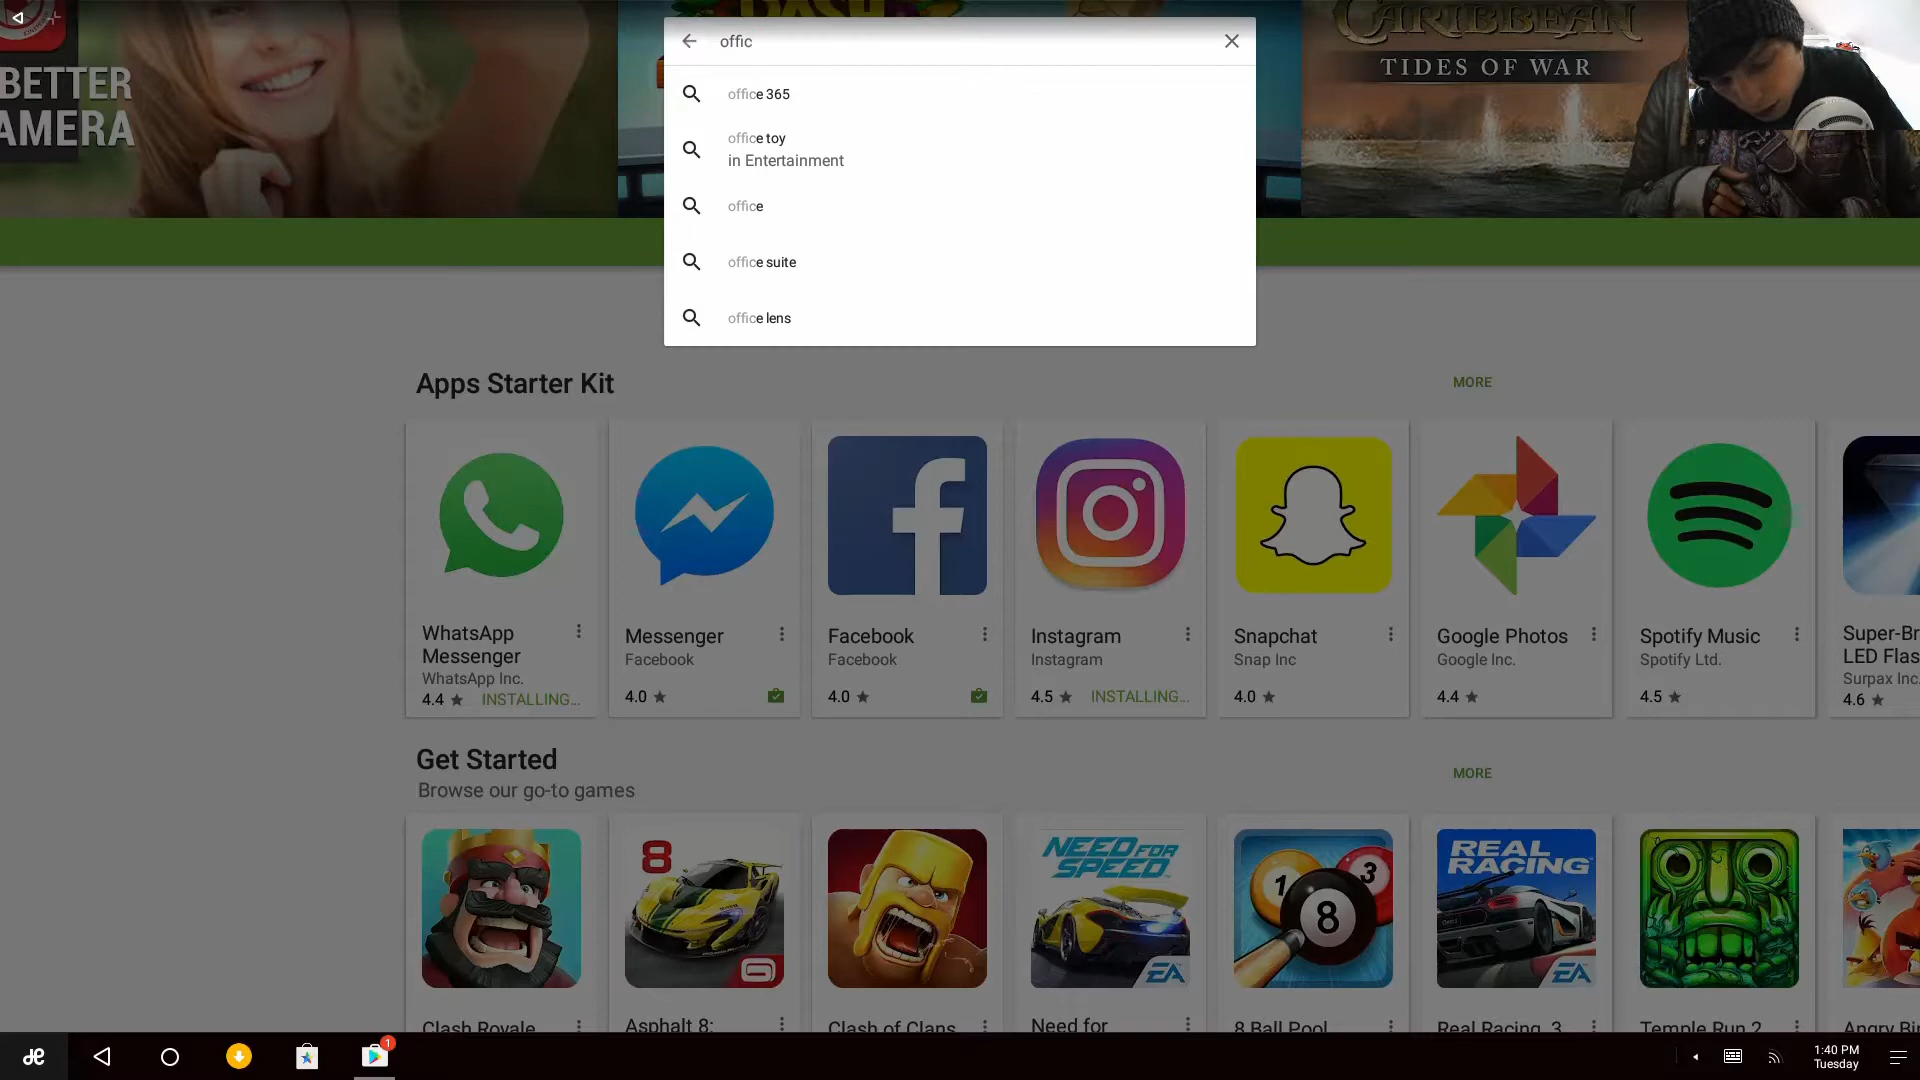 BETTER
AMERA
DASH
CARIBBEAN
TIDES OF WAR
offic
office 365
office toy
in Entertainment
office
office suite
office lens
Apps Starter Kit
MORE
WhatsApp
Messenger
WhatsApp Inc.
4.4 INSTALLING...
Messenger
Facebook
4.0
Facebook
Facebook
4.0
Instagram
Instagram
4.5 INSTALLING...
Snapchat
Snap Inc
4.0
Google Photos
Google Inc.
4.4
Spotify Music
Spotify Ltd.
4.5
Super-Br
LED Flas
Surpax Inc.
4.6
Get Started
Browse our go-to games
MORE
8
NEED FOR
SPEED
EA
1
3
8
REAL
RACING
EA
Clash Royale
Asphalt 8:
Clash of Clans
Need for
8 Ball Pool
Real Racing 3
Temple Run 2
Angry Bir
1
1:40 PM
Tuesday